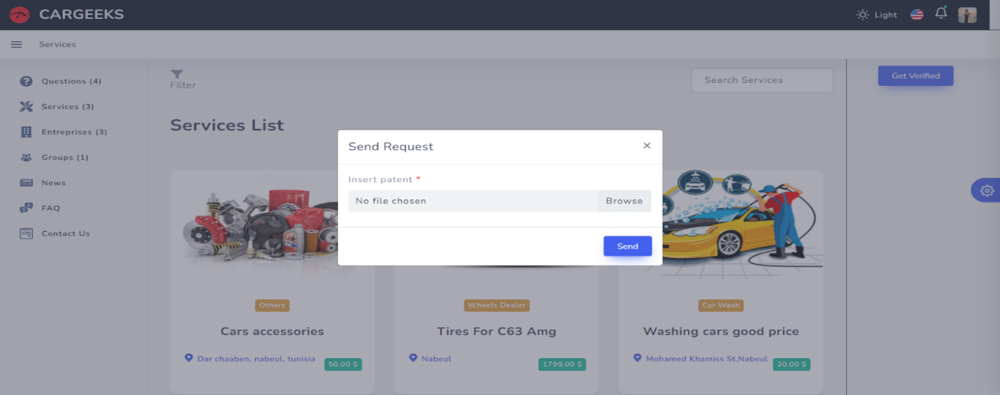 CARGEEKS
Light
Services
Questions (4)
Services (3)
Entreprises (3)
Groups (1)
News
FAQ
Contact Us
Filter
Search Services
Get Verified
Services List
Send Request
×
Insert patent *
No file chosen
Browse
Send
Others
Cars accessories
Dar chaaben, nabeul, tunisia
50.00 $
Wheels Dealer
Tires For C63 Amg
Nabeul
1799.00 $
Car Wash
Washing cars good price
Mohamed Khamiss St,Nabeul
20.00 $